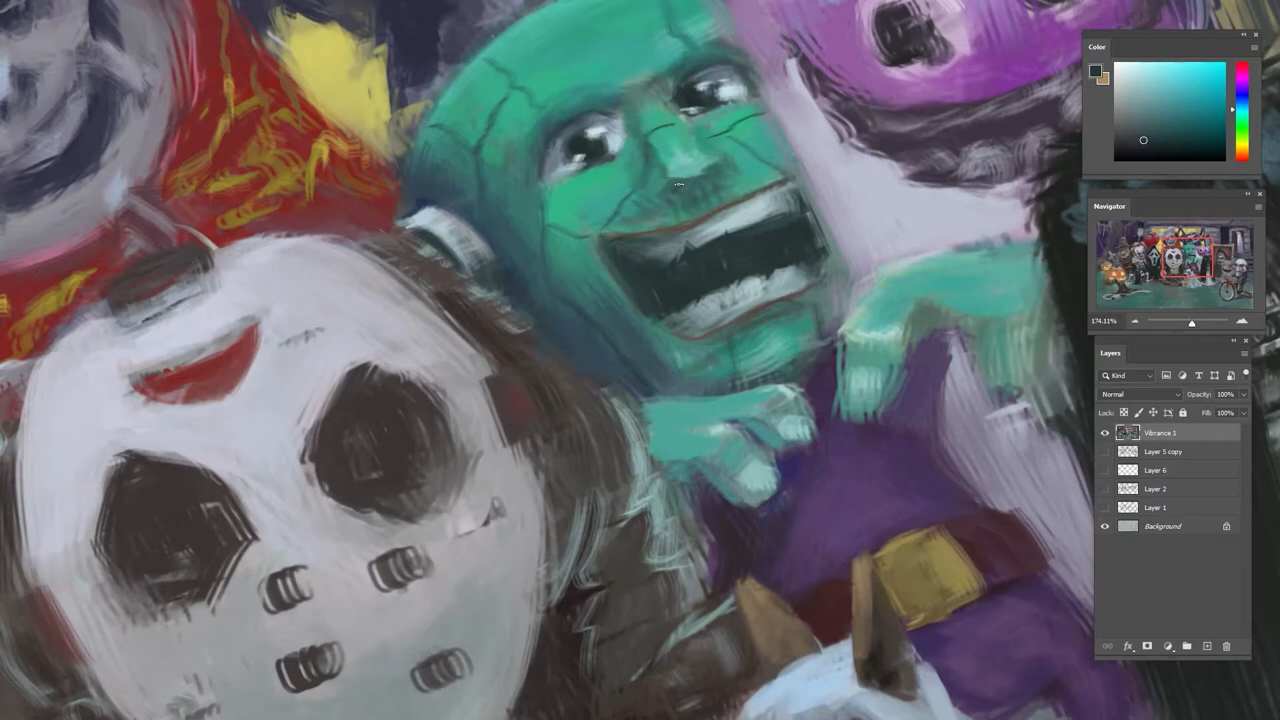 Color
Navigator
174.11%
Layers
Kind
Normal
Opacity: 100%
Lock:
Fill: 100%
Vibrance 1
Layer 5 copy
Layer 6
Layer 2
Layer 1
Background
fx